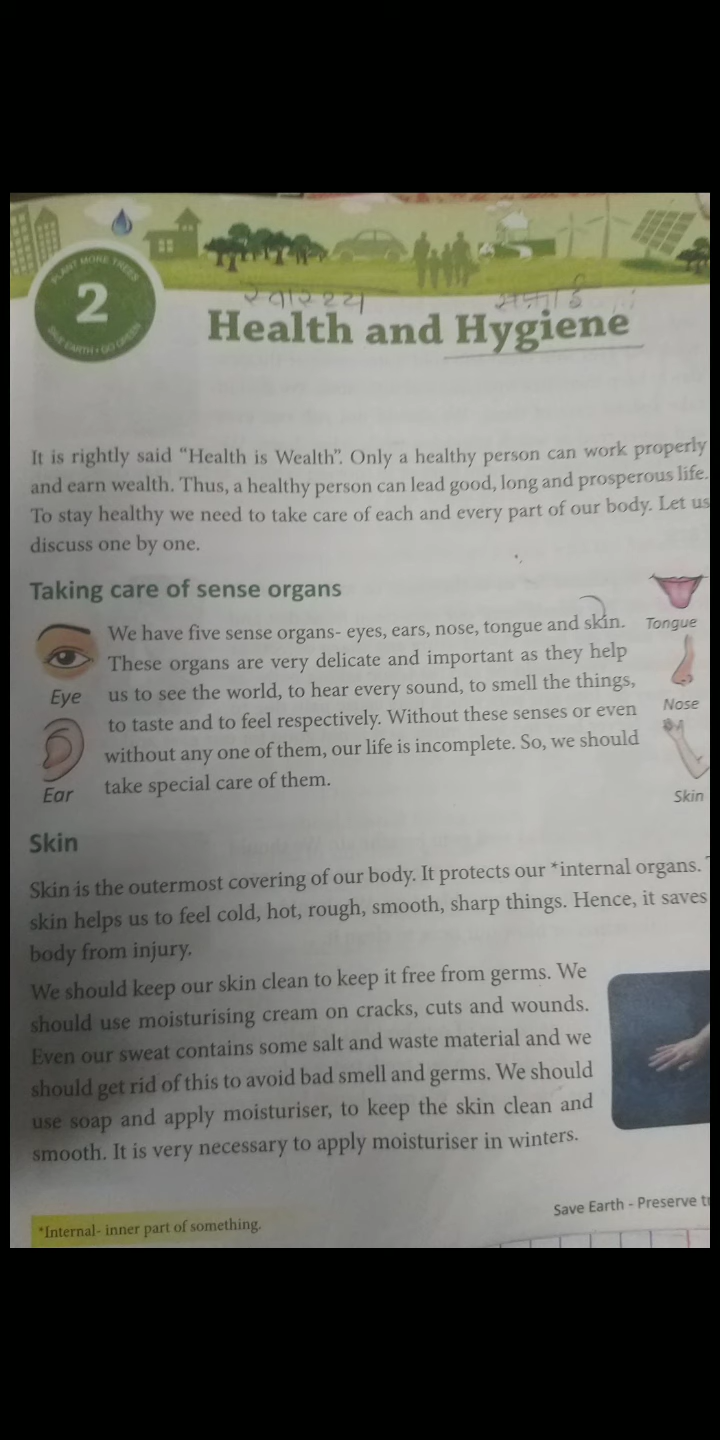 PLANT MORE TREES
2
SAVE EARTH • GO GREEN
स्वास्थ्य सफाई
Health and Hygiene
It is rightly said “Health is Wealth”. Only a healthy person can work properly
and earn wealth. Thus, a healthy person can lead good, long and prosperous life.
To stay healthy we need to take care of each and every part of our body. Let us
discuss one by one.
Taking care of sense organs
We have five sense organs- eyes, ears, nose, tongue and skin.
These organs are very delicate and important as they help
us to see the world, to hear every sound, to smell the things,
to taste and to feel respectively. Without these senses or even
without any one of them, our life is incomplete. So, we should
take special care of them.
Eye
Ear
Tongue
Nose
Skin
Skin
Skin is the outermost covering of our body. It protects our *internal organs.
skin helps us to feel cold, hot, rough, smooth, sharp things. Hence, it saves
body from injury.
We should keep our skin clean to keep it free from germs. We
should use moisturising cream on cracks, cuts and wounds.
Even our sweat contains some salt and waste material and we
should get rid of this to avoid bad smell and germs. We should
use soap and apply moisturiser, to keep the skin clean and
smooth. It is very necessary to apply moisturiser in winters.
Save Earth - Preserve
*Internal- inner part of something.